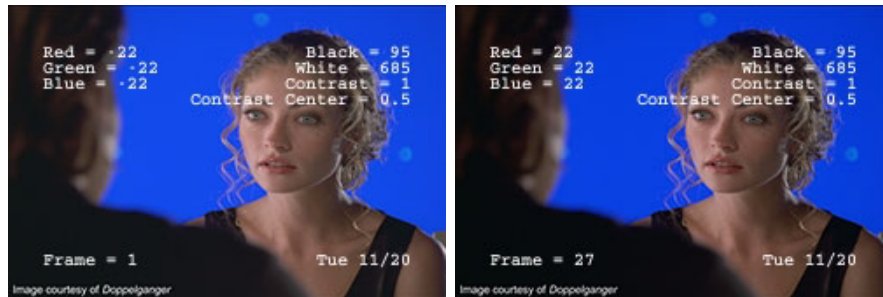 Red = -22
Green = -22
Blue = -22
Black = 95
White = 685
Contrast = 1
Contrast Center = 0.5
Frame = 1
Tue 11/20
Image courtesy of Doppelganger
Red = 22
Green = 22
Blue = 22
Black = 95
White = 685
Contrast = 1
Contrast Center = 0.5
Frame = 27
Tue 11/20
Image courtesy of Doppelganger